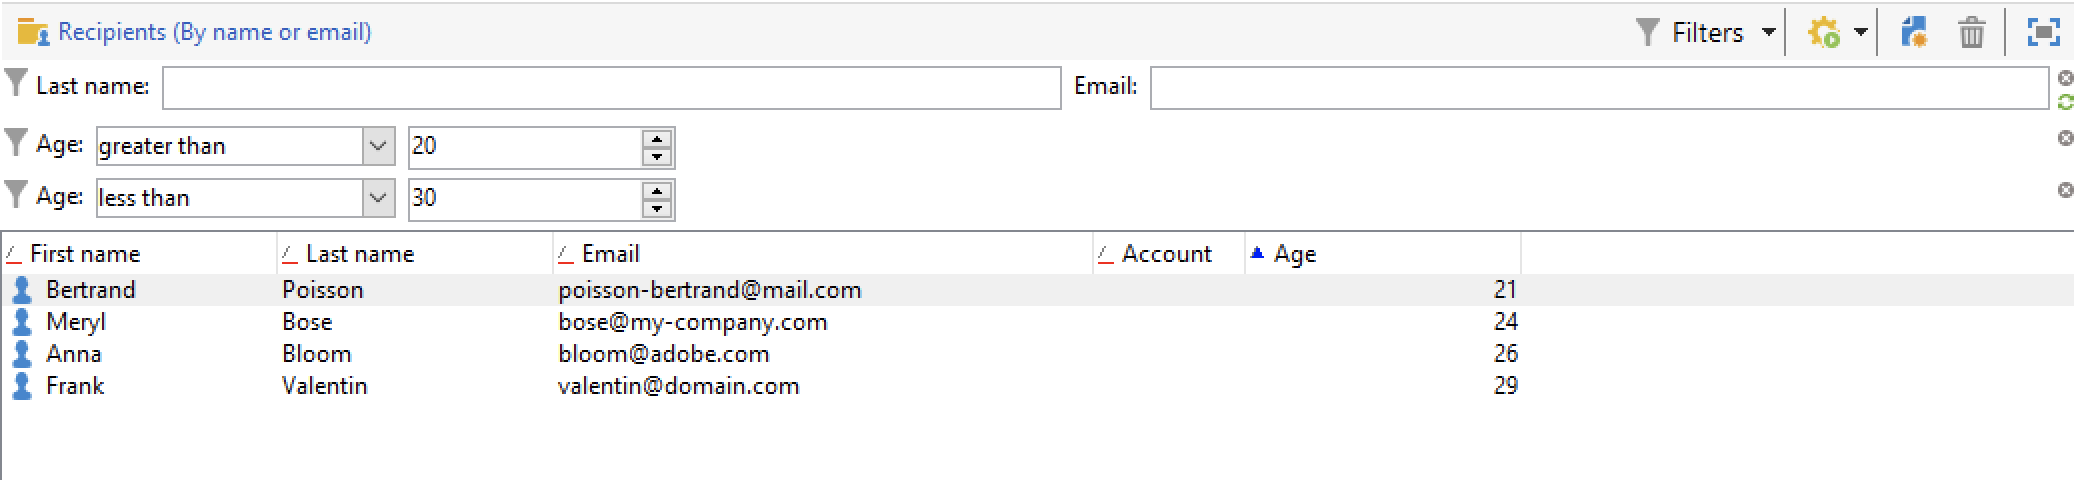 Recipients (By name or email) Filters
Last name: Email:
Age: greater than 20
Age: less than 30
First name Last name Email Account Age
Bertrand Poisson poisson-bertrand@mail.com 21
Meryl Bose bose@my-company.com 24
Anna Bloom bloom@adobe.com 26
Frank Valentin valentin@domain.com 29